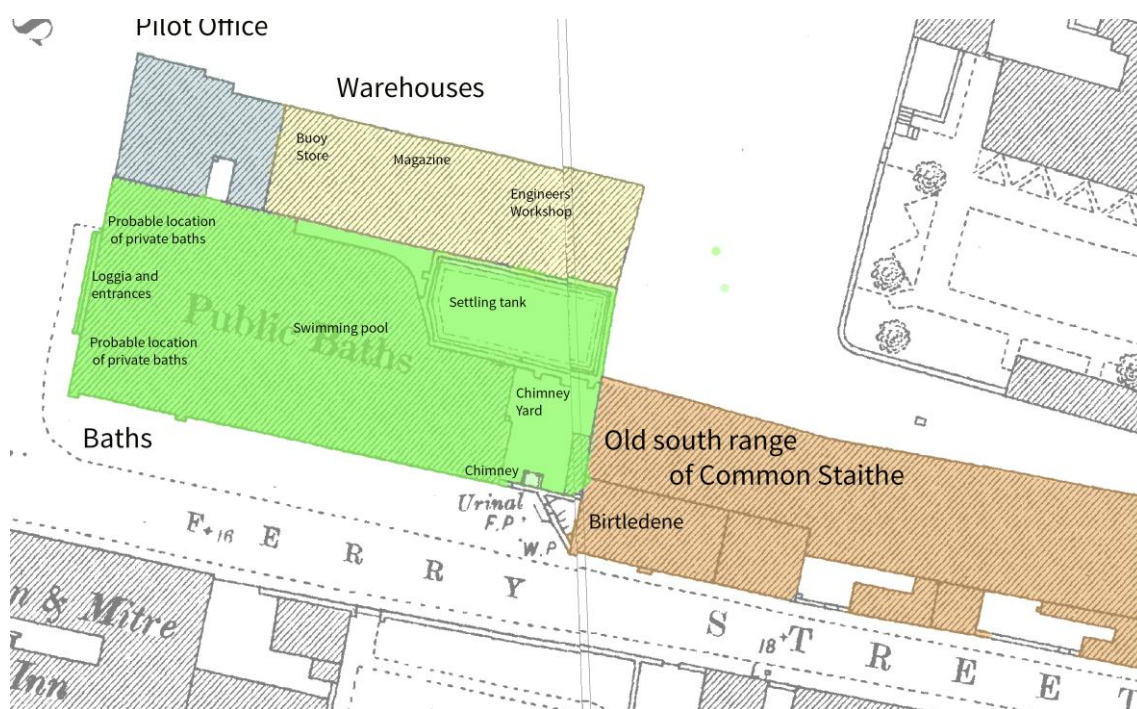 Pilot Office
Warehouses
Buoy
Store
Magazine
Engineers'
Workshop
Probable location
of private baths
Loggia and
entrances
Settling tank
Swimming pool
Public Baths
Probable location
of private baths
Chimney
Yard
Baths
Chimney
Old south range
of Common Staithe
Urinal
F.P
W.P
Birtledene
FERRY STREET
+16
18+
n & Mitre
Inn
S